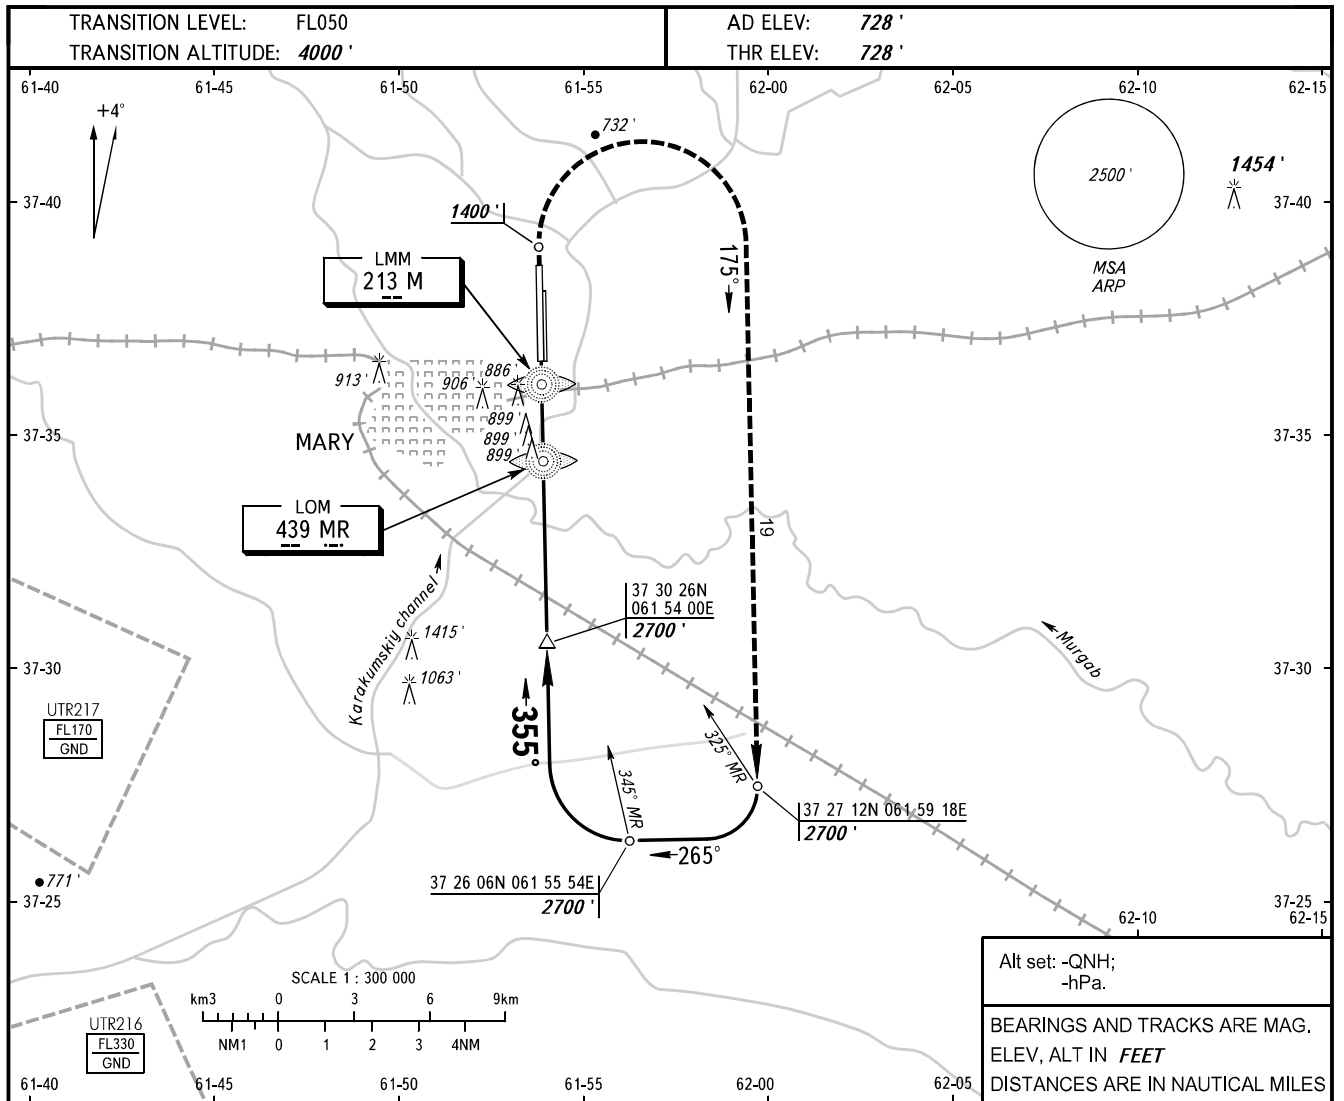 TRANSITION LEVEL: FL050
TRANSITION ALTITUDE: 4000 '
AD ELEV: 728 '
THR ELEV: 728 '
61-40 61-45 61-50 61-55 62-00 62-05 62-10 62-15
+4°
732 '
1454 '
2500 '
37-40 37-40
1400 '
MSA
ARP
LMM
213 M
175°
913 '
906 '
886 '
899 '
899 '
899 '
37-35 37-35
MARY
LOM
439 MR
19
37 30 26N
061 54 00E
2700 '
Karakumskiy channel
1415 '
1063 '
Murgab
37-30 37-30
UTR217
FL170
GND
355°
325° MR
345° MR
37 27 12N 061 59 18E
2700 '
265°
37 26 06N 061 55 54E
2700 '
771 '
37-25 37-25
62-10 62-15
SCALE 1 : 300 000
km3 0 3 6 9km
NM1 0 1 2 3 4NM
UTR216
FL330
GND
Alt set: -QNH;
-hPa.
BEARINGS AND TRACKS ARE MAG.
ELEV, ALT IN FEET
DISTANCES ARE IN NAUTICAL MILES
61-40 61-45 61-50 61-55 62-00 62-05